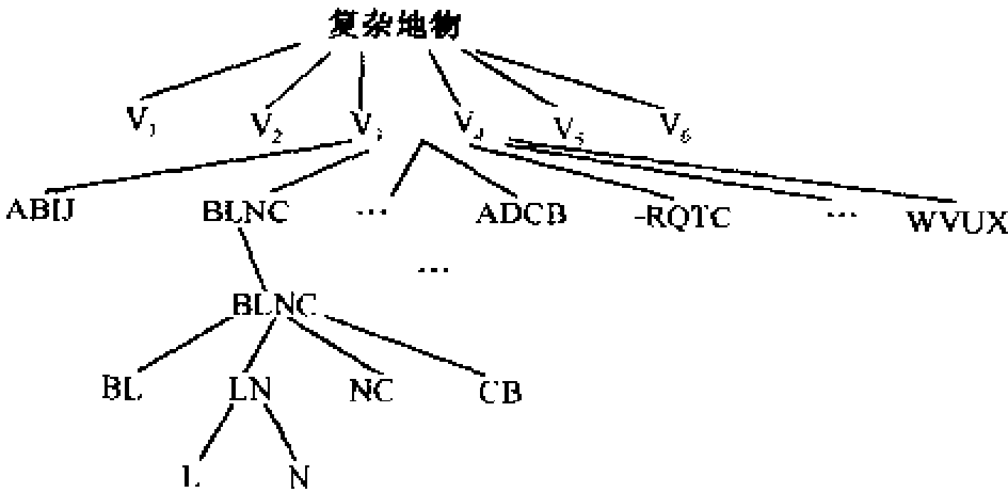 复杂地物
V₁ V₂ V₃ V₄ V₅ V₆
ABIJ BLNC ... ADCB -RQTC ... WVUX
...
BLNC
BL LN NC CB
L N